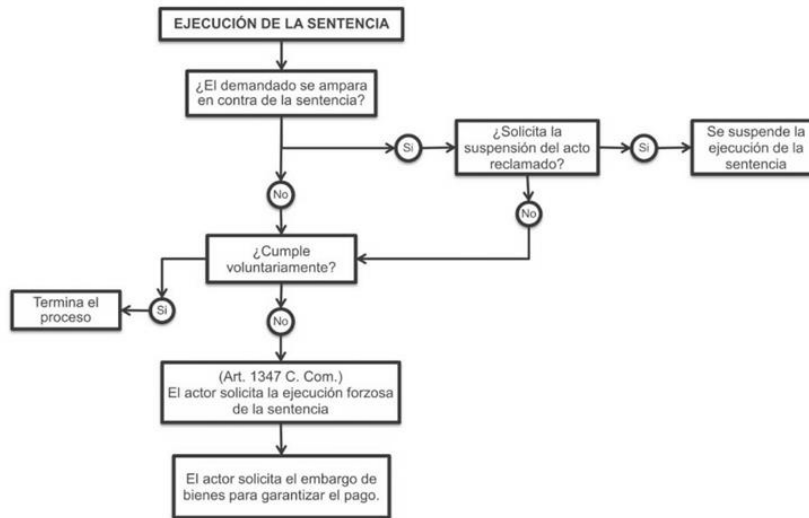 EJECUCIÓN DE LA SENTENCIA
¿El demandado se ampara
en contra de la sentencia?
Si
¿Solicita la
suspensión del acto
reclamado?
Si
Se suspende la
ejecución de la
sentencia
No
No
¿Cumple
voluntariamente?
Si
Termina el
proceso
No
(Art. 1347 C. Com.)
El actor solicita la ejecución forzosa
de la sentencia
El actor solicita el embargo de
bienes para garantizar el pago.